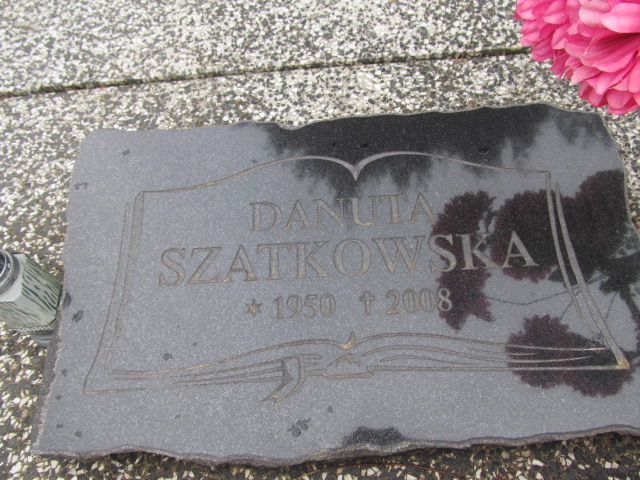 DANUTA
SZATKOWSKA
★ 1950 † 2008